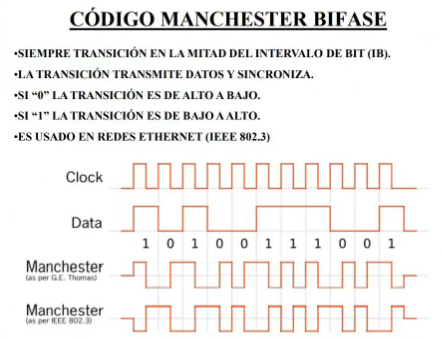 CÓDIGO MANCHESTER BIFASE
•SIEMPRE TRANSICIÓN EN LA MITAD DEL INTERVALO DE BIT (IB).
•LA TRANSICIÓN TRANSMITE DATOS Y SINCRONIZA.
•SI “0” LA TRANSICIÓN ES DE ALTO A BAJO.
•SI “1” LA TRANSICIÓN ES DE BAJO A ALTO.
•ES USADO EN REDES ETHERNET (IEEE 802.3)
Clock
Data
1 0 1 0 0 1 1 1 0 0 1
Manchester
(as per G.E. Thomas)
Manchester
(as per IEEE 802.3)